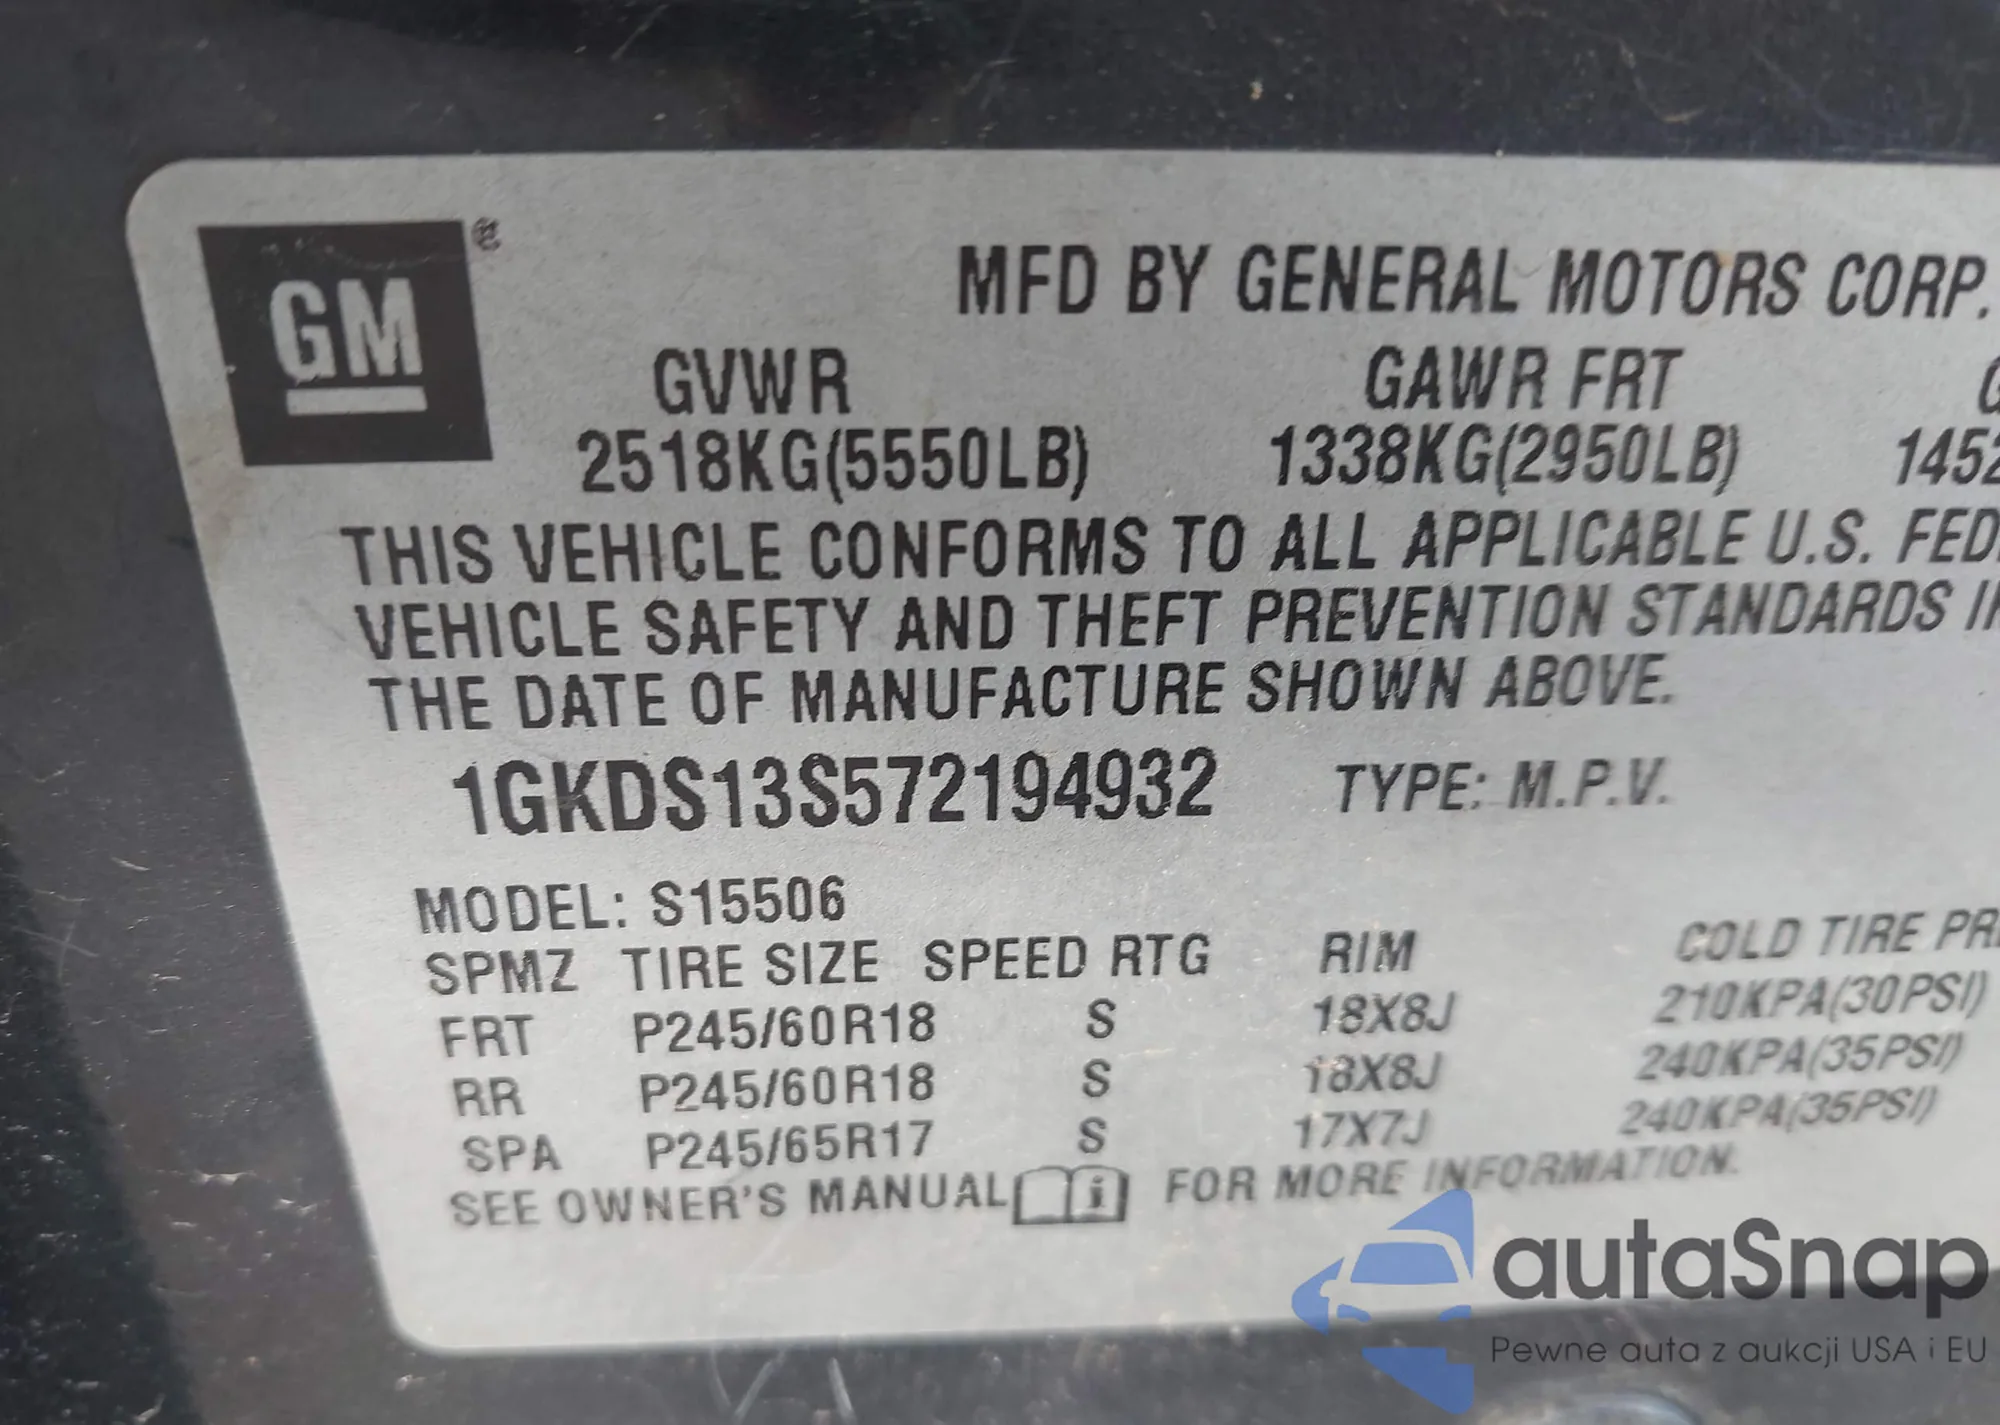 GM®
MFD BY GENERAL MOTORS CORP.
GVWR GAWR FRT
2518KG(5550LB) 1338KG(2950LB) 1452
THIS VEHICLE CONFORMS TO ALL APPLICABLE U.S.
VEHICLE SAFETY AND THEFT PREVENTION STANDARDS
THE DATE OF MANUFACTURE SHOWN ABOVE.
1GKDS13S572194932 TYPE: M.P.V.
MODEL: S15506
SPMZ TIRE SIZE SPEED RTG RIM COLD TIRE
FRT P245/60R18 S 18X8J 210KPA(30PSI)
RR P245/60R18 S 18X8J 240KPA(35PSI)
SPA P245/65R17 S 17X7J 240KPA(35PSI)
SEE OWNER'S MANUAL i FOR MORE INFORMATION.
autaSnap
Pewne auta z aukcji USA i EU